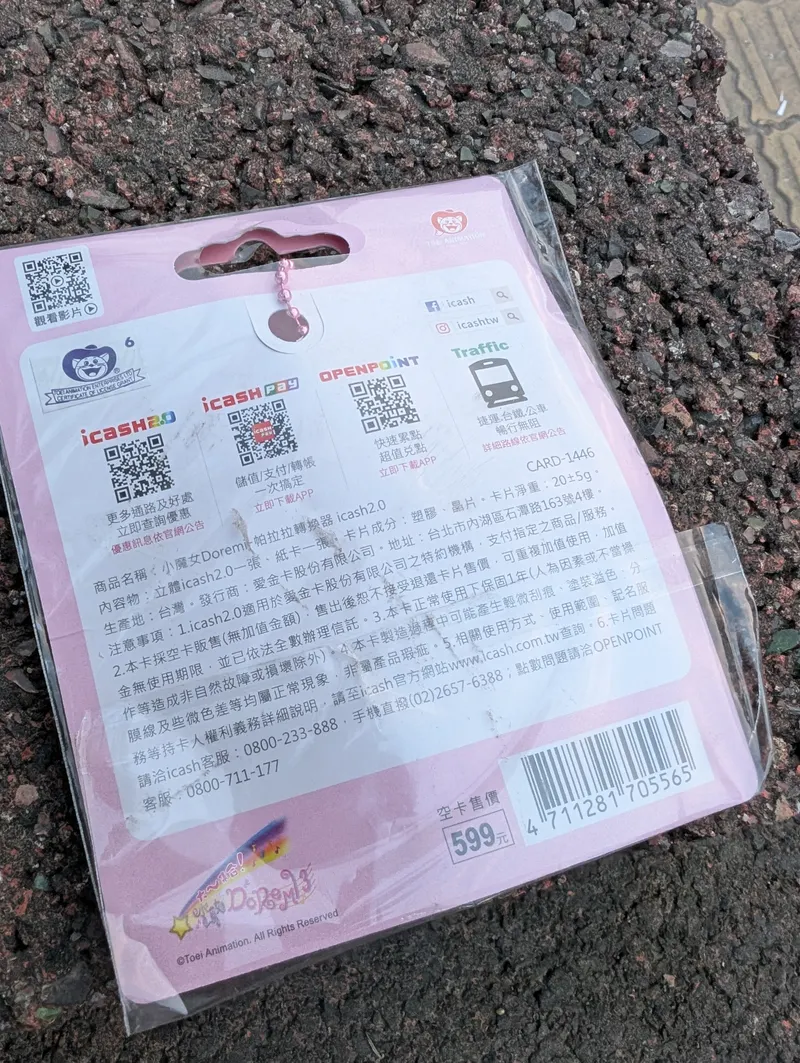 觀看影片
TOEI ANIMATION
icash
icashtw
6
TOEI ANIMATION ENTERPRISES LTD.
CERTIFICATE OF LICENSE GRANT
icash2.0
更多通路及好處
立即查詢優惠
優惠訊息依官網公告
icash Pay
儲值/支付/轉帳
一次搞定
立即下載APP
OPENPOINT
快速累點
超值兌點
立即下載APP
Traffic
捷運.台鐵.公車
暢行無阻
詳細路線依官網公告
CARD-1446
商品名稱：小魔女Doremi 帕拉拉轉換器 icash2.0
內容物：立體icash2.0一張、紙卡一張。卡片成分：塑膠、晶片。卡片淨重：20±5g。
生產地：台灣。發行商：愛金卡股份有限公司。地址：台北市內湖區石潭路163號4樓。
注意事項：1.icash2.0適用於愛金卡股份有限公司之特約機構，支付指定之商品/服務。
2.本卡採空卡販售(無加值金額)，售出後恕不接受退還卡片售價，可重複加值使用，加值
金無使用期限，並已依法全數辦理信託。3.本卡正常使用下保固1年(人為因素或不當操
作等造成非自然故障或損壞除外)。4.本卡製造過程中可能產生輕微刮痕、塗裝溢色、分
膜線及些微色差等均屬正常現象，非屬產品瑕疵。5.相關使用方式、使用範圍、記名服
務等持卡人權利義務詳細說明，請至icash官方網站www.icash.com.tw查詢。6.卡片問題
請洽icash客服：0800-233-888，手機直撥(02)2657-6388；點數問題請洽OPENPOINT
客服：0800-711-177
空卡售價
599元
4 711281 705565
DoReMi
©Toei Animation. All Rights Reserved